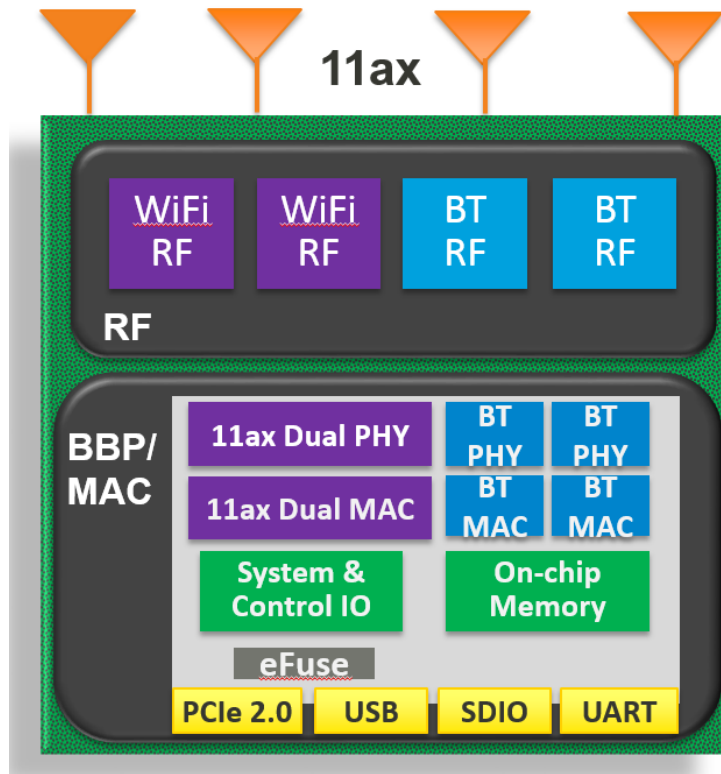 11ax
WiFi
RF
WiFi
RF
BT
RF
BT
RF
RF
BBP/
MAC
11ax Dual PHY
BT
PHY
BT
PHY
11ax Dual MAC
BT
MAC
BT
MAC
System &
Control IO
On-chip
Memory
eFuse
PCIe 2.0
USB
SDIO
UART